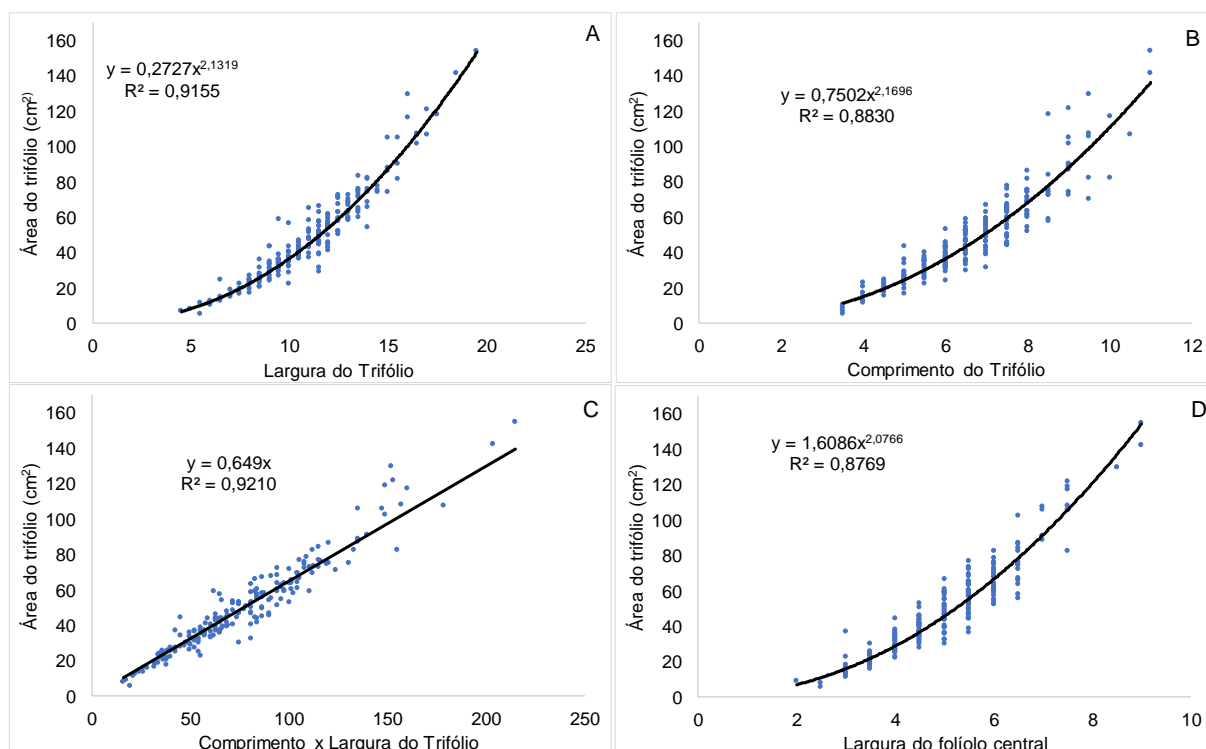 A
Área do trifólio (cm²)
160
140
120
100
80
60
40
20
0
y = 0,2727x^2,1319
R² = 0,9155
0 5 10 15 20 25
Largura do Trifólio
B
Área do trifólio (cm²)
160
140
120
100
80
60
40
20
0
y = 0,7502x^2,1696
R² = 0,8830
0 2 4 6 8 10 12
Comprimento do Trifólio
C
Área do trifólio (cm²)
160
140
120
100
80
60
40
20
0
y = 0,649x
R² = 0,9210
0 50 100 150 200 250
Comprimento x Largura do Trifólio
D
Área do trifólio (cm²)
160
140
120
100
80
60
40
20
0
y = 1,6086x^2,0766
R² = 0,8769
0 2 4 6 8 10
Largura do folíolo central